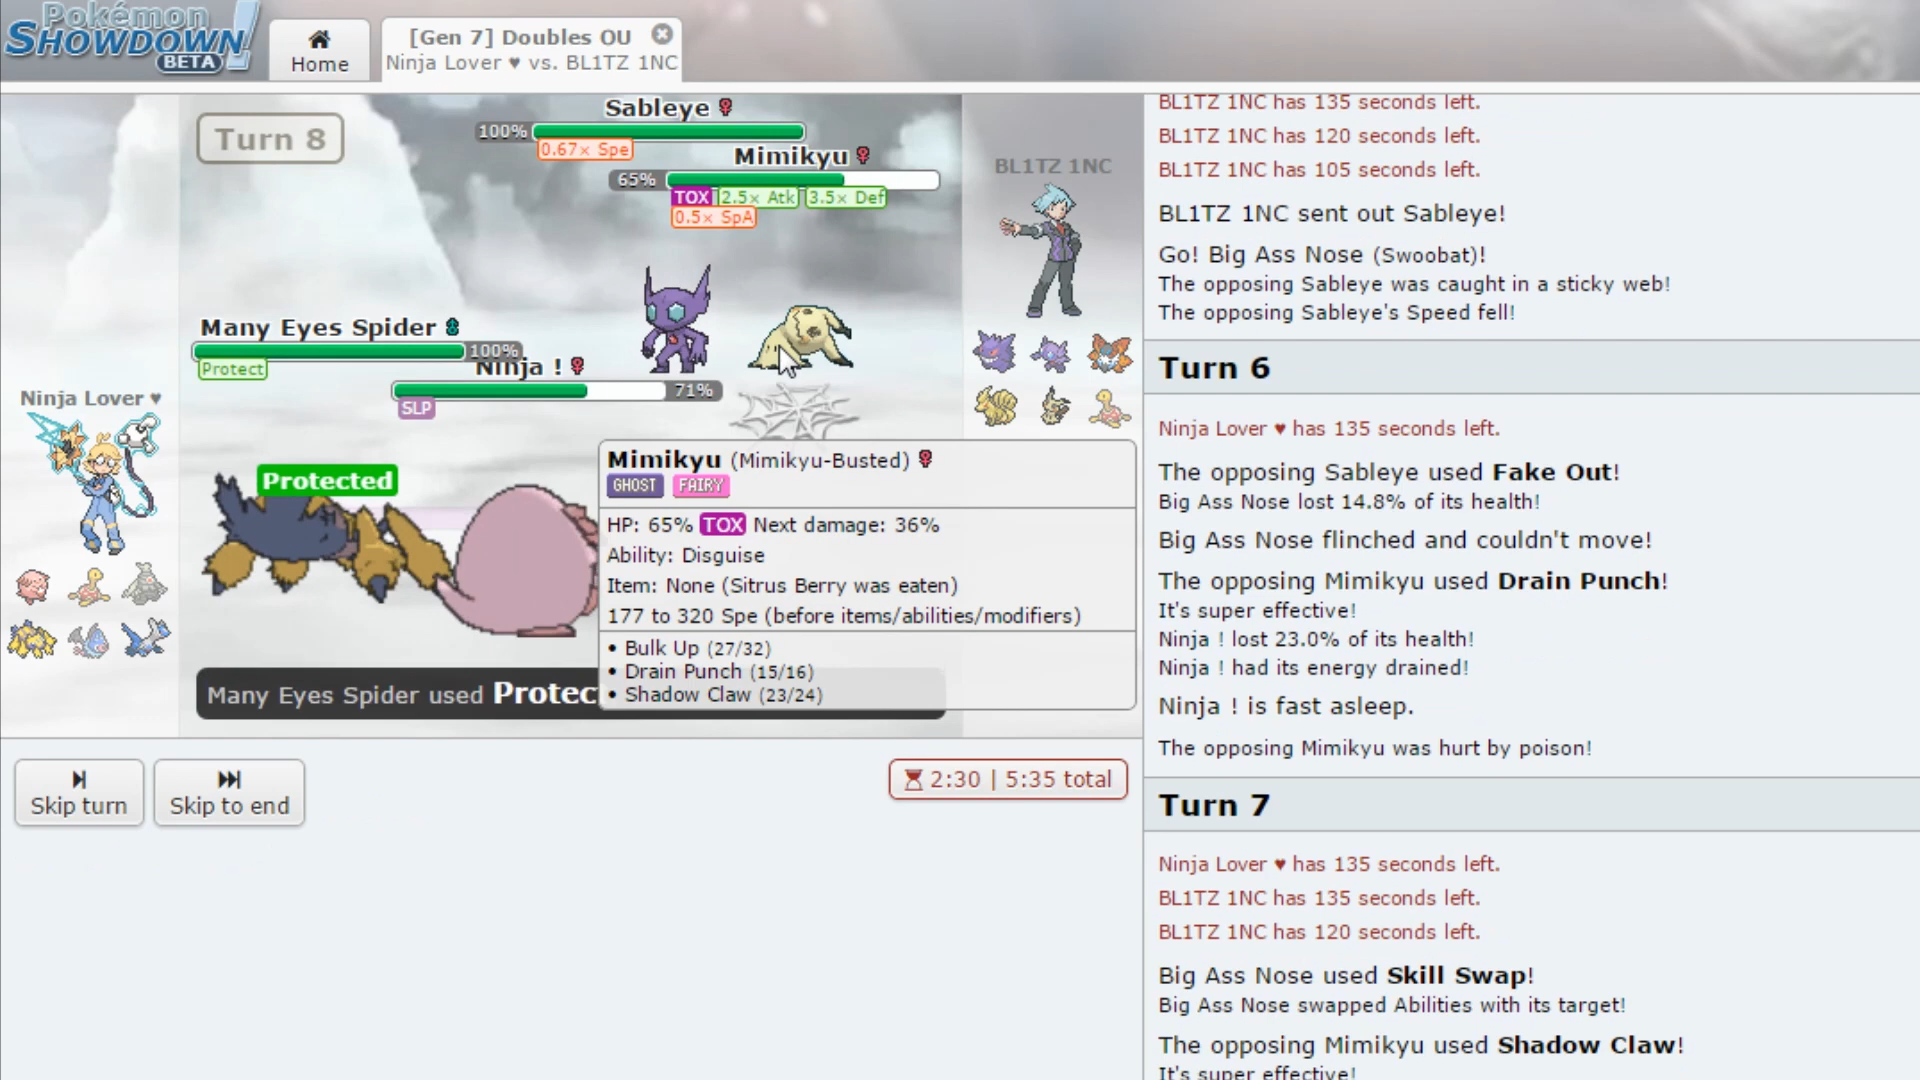 Pokémon
SHOWDOWN!
BETA
Home
[Gen 7] Doubles OU
Ninja Lover ♥ vs. BL1TZ 1NC
Turn 8
Sableye
100%
0.67× Spe
Mimikyu
65%
TOX 2.5× Atk 3.5× Def
0.5× SpA
BL1TZ 1NC
Many Eyes Spider
100%
Protect
Ninja !
71%
SLP
Ninja Lover ♥
Protected
Mimikyu (Mimikyu-Busted)
GHOST FAIRY
HP: 65% TOX Next damage: 36%
Ability: Disguise
Item: None (Sitrus Berry was eaten)
177 to 320 Spe (before items/abilities/modifiers)
• Bulk Up (27/32)
• Drain Punch (15/16)
• Shadow Claw (23/24)
Many Eyes Spider used Protec
Skip turn
Skip to end
2:30 | 5:35 total
BL1TZ 1NC has 135 seconds left.
BL1TZ 1NC has 120 seconds left.
BL1TZ 1NC has 105 seconds left.
BL1TZ 1NC sent out Sableye!
Go! Big Ass Nose (Swoobat)!
The opposing Sableye was caught in a sticky web!
The opposing Sableye's Speed fell!
Turn 6
Ninja Lover ♥ has 135 seconds left.
The opposing Sableye used Fake Out!
Big Ass Nose lost 14.8% of its health!
Big Ass Nose flinched and couldn't move!
The opposing Mimikyu used Drain Punch!
It's super effective!
Ninja ! lost 23.0% of its health!
Ninja ! had its energy drained!
Ninja ! is fast asleep.
The opposing Mimikyu was hurt by poison!
Turn 7
Ninja Lover ♥ has 135 seconds left.
BL1TZ 1NC has 135 seconds left.
BL1TZ 1NC has 120 seconds left.
Big Ass Nose used Skill Swap!
Big Ass Nose swapped Abilities with its target!
The opposing Mimikyu used Shadow Claw!
It's super effective!